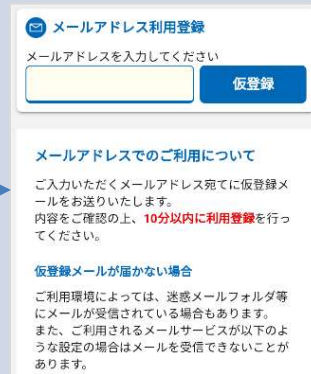 メールアドレス利用登録
メールアドレスを入力してください
仮登録
メールアドレスでのご利用について
ご入力いただくメールアドレス宛てに仮登録メ
ールをお送りいたします。
内容をご確認の上、10分以内に利用登録を行っ
てください。
仮登録メールが届かない場合
ご利用環境によっては、迷惑メールフォルダ等
にメールが受信されている場合もあります。
また、ご利用されるメールサービスが以下のよ
うな設定の場合はメールを受信できないことが
あります。